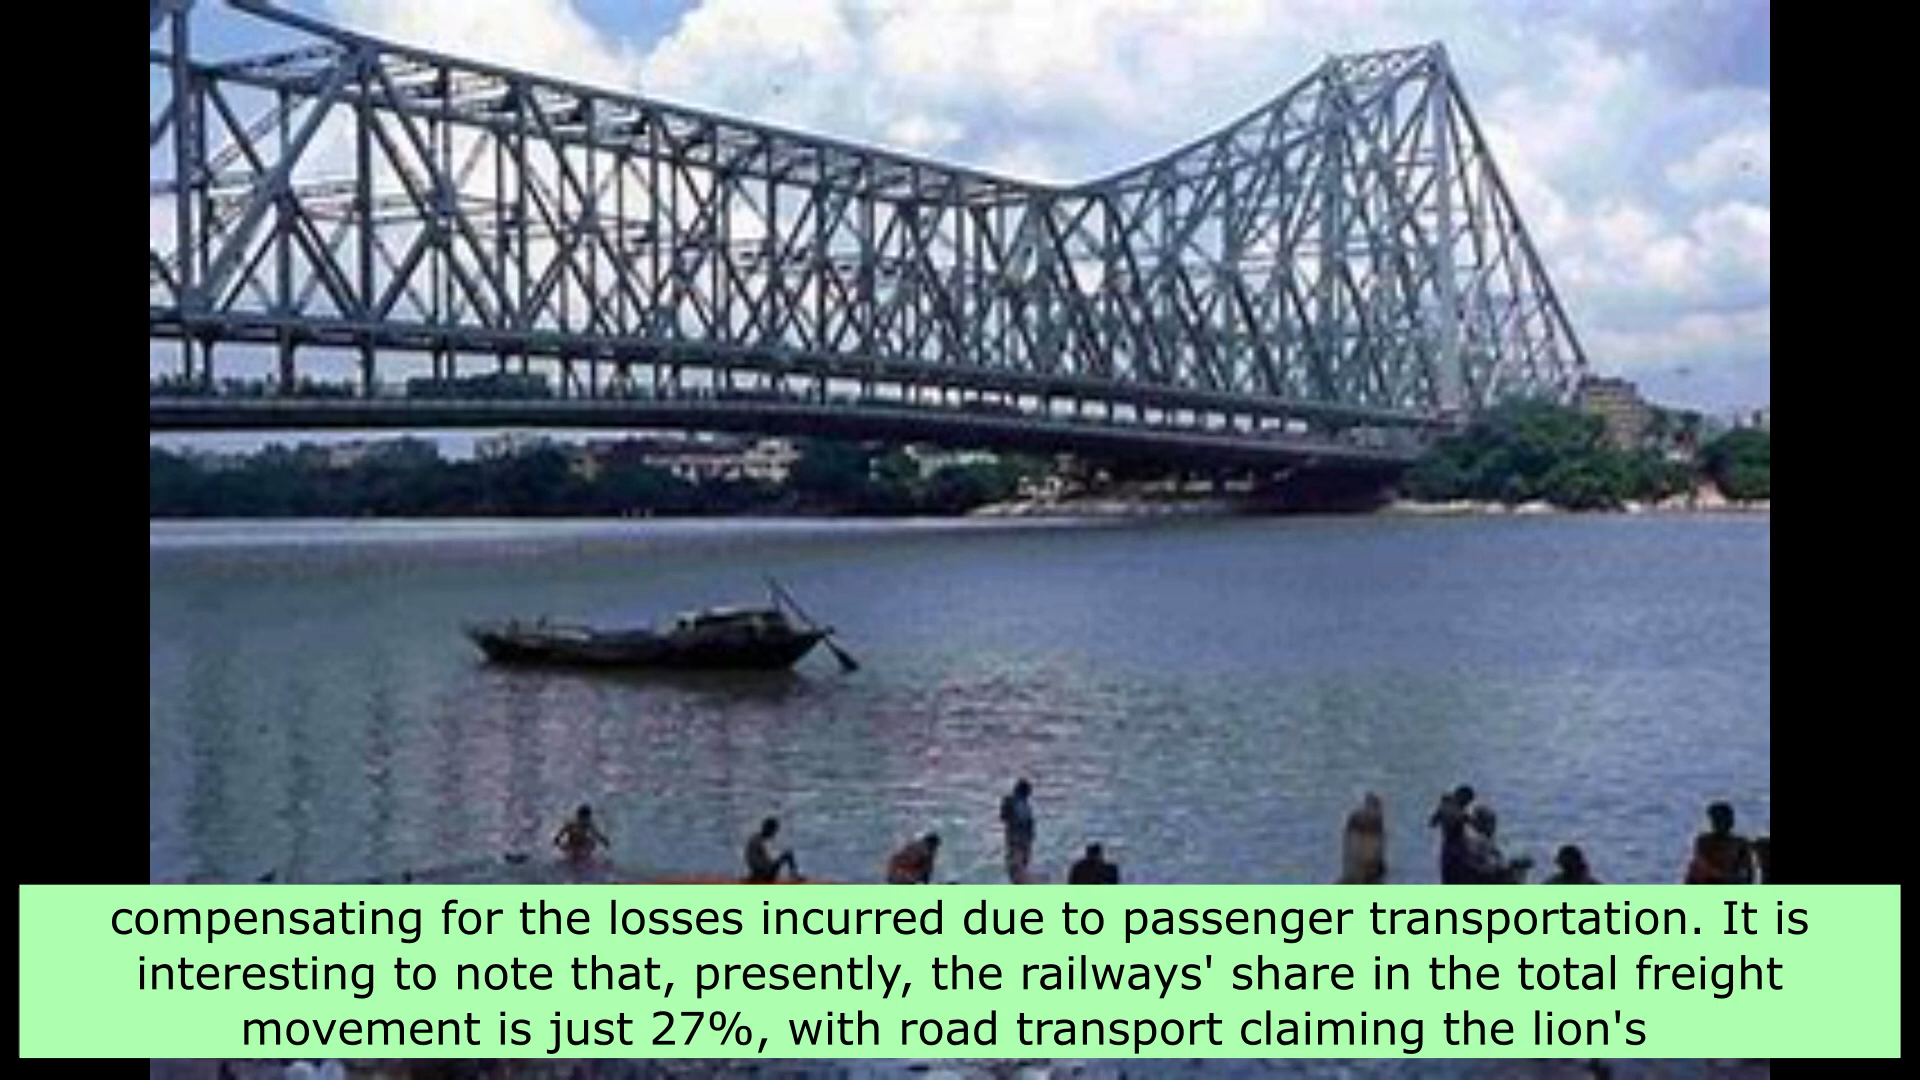 compensating for the losses incurred due to passenger transportation. It is
interesting to note that, presently, the railways' share in the total freight
movement is just 27%, with road transport claiming the lion's